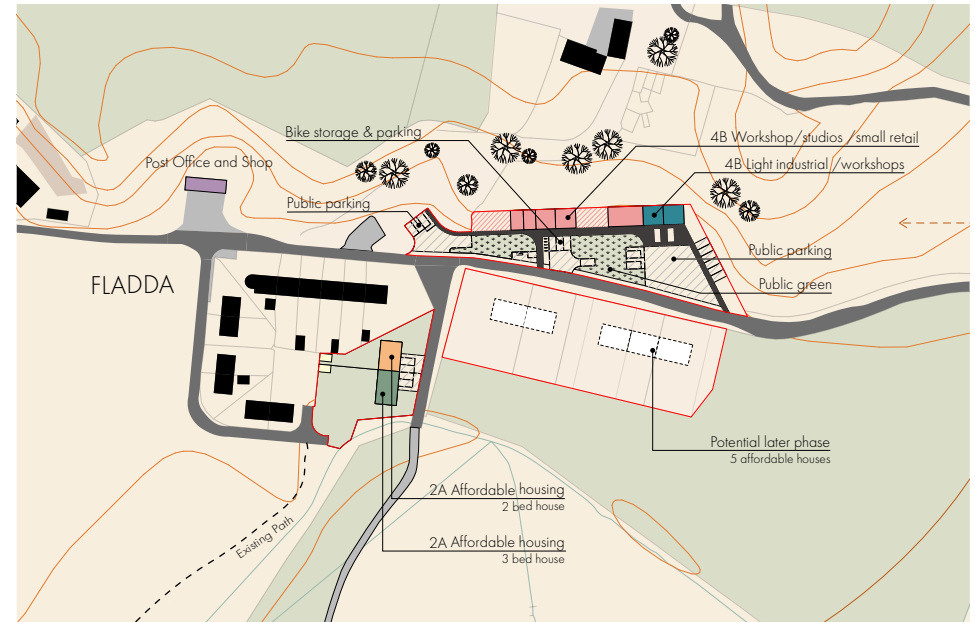 Bike storage & parking
4B Workshop/studios /small retail
Post Office and Shop
4B Light industrial /workshops
Public parking
Public parking
FLADDA
Public green
Potential later phase
5 affordable houses
2A Affordable housing
2 bed house
Existing Path
2A Affordable housing
3 bed house